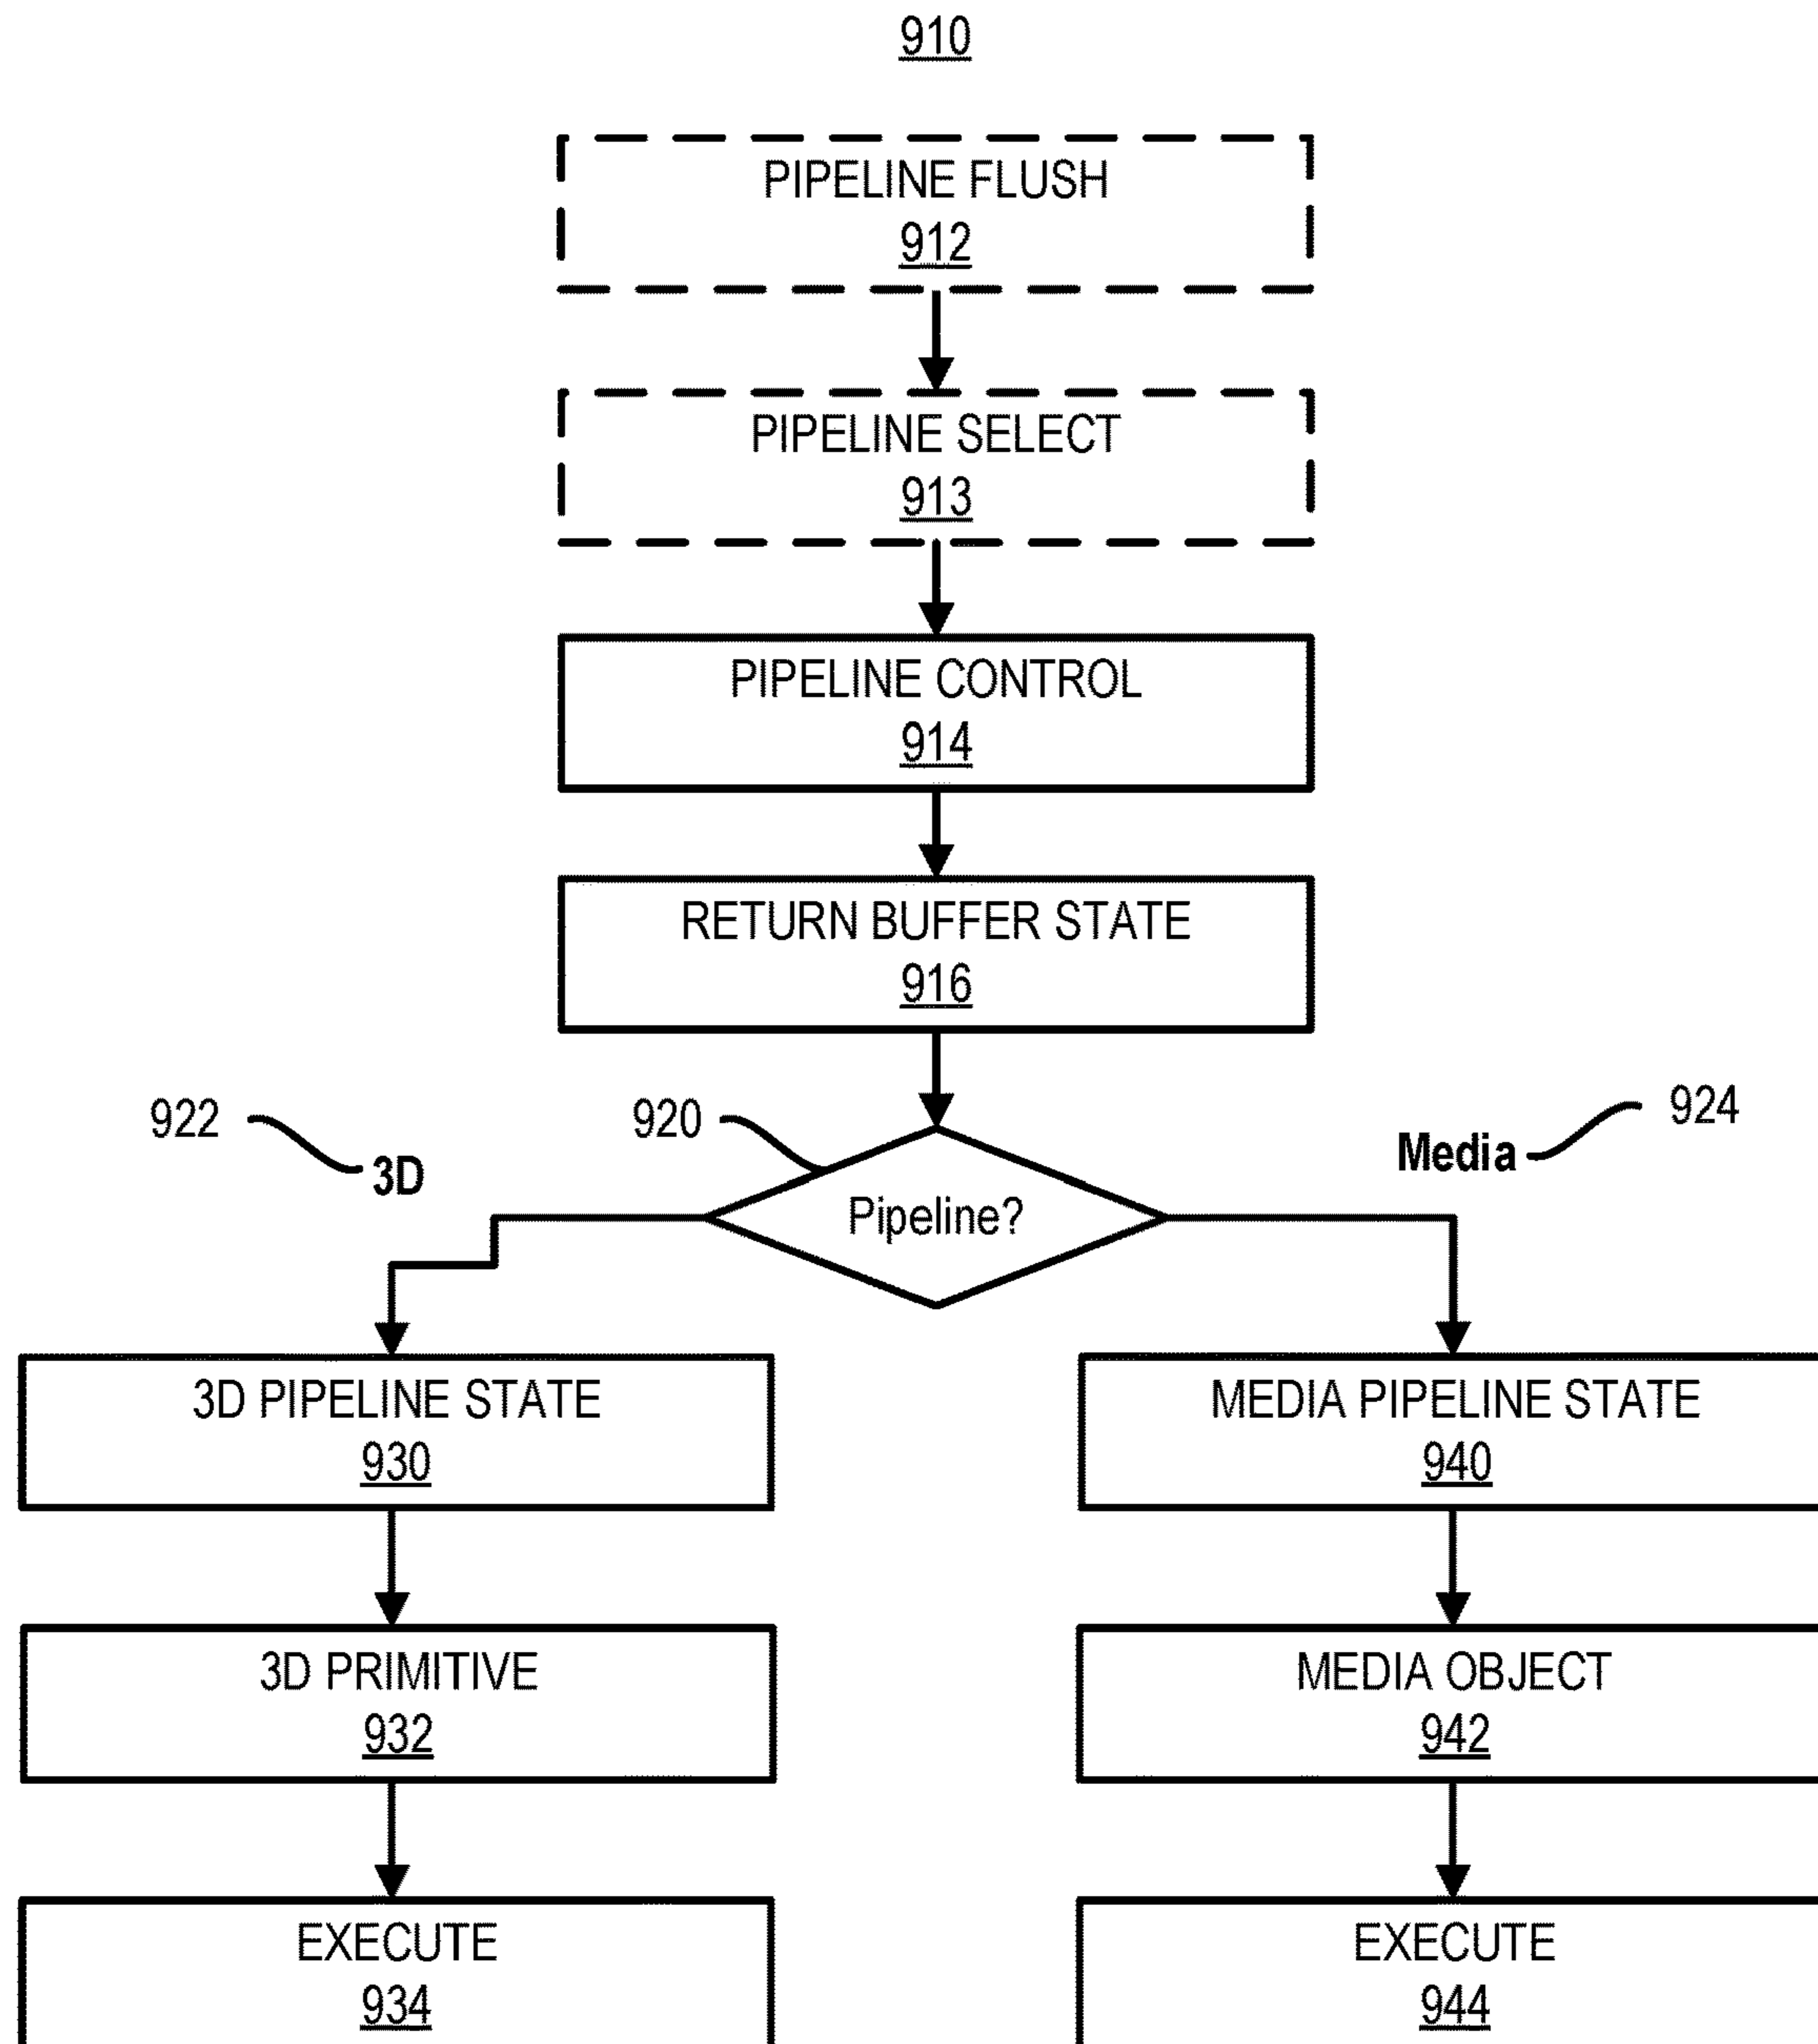 910
PIPELINE FLUSH
912
PIPELINE SELECT
913
PIPELINE CONTROL
914
RETURN BUFFER STATE
916
922
920
924
3D
Media
Pipeline?
3D PIPELINE STATE
930
MEDIA PIPELINE STATE
940
3D PRIMITIVE
932
MEDIA OBJECT
942
EXECUTE
934
EXECUTE
944